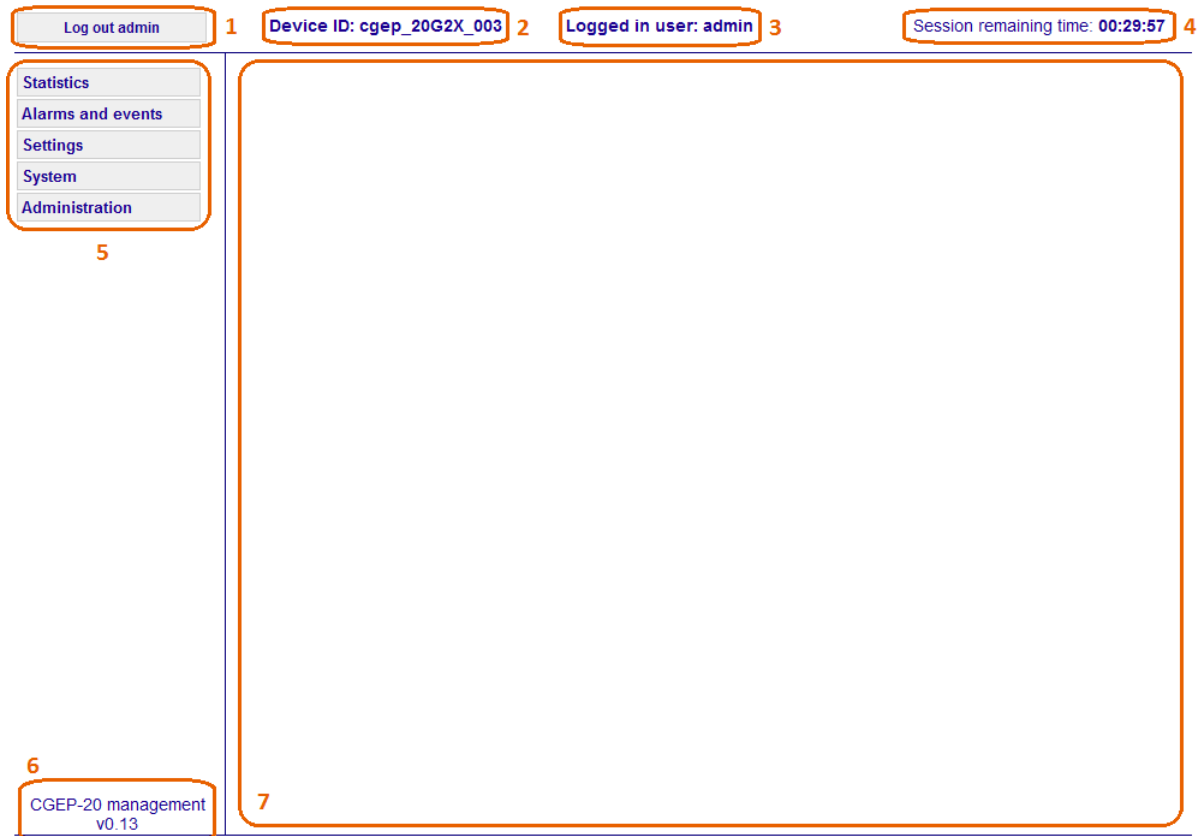 Log out admin
1
Device ID: cgep_20G2X_003
2
Logged in user: admin
3
Session remaining time: 00:29:57
4
Statistics
Alarms and events
Settings
System
Administration
5
6
CGEP-20 management
v0.13
7